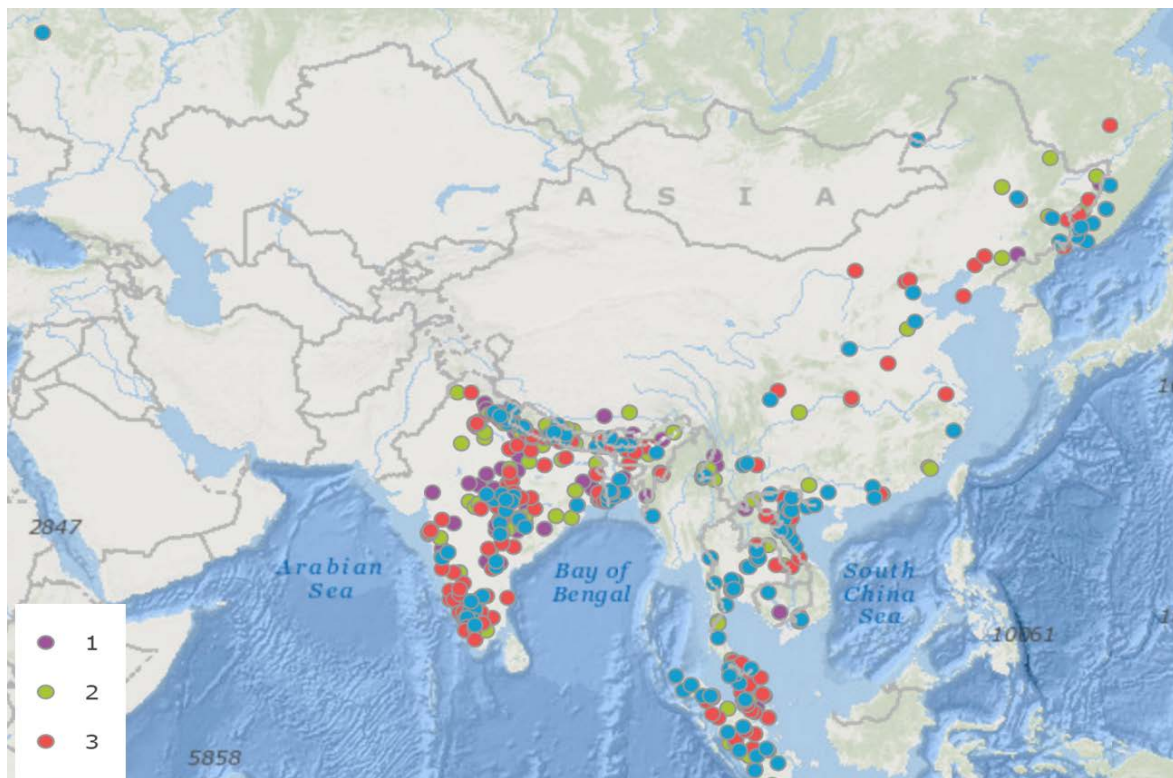 A S I A
2847
Arabian
Sea
Bay of
Bengal
South
China
Sea
10061
5858
1
2
3